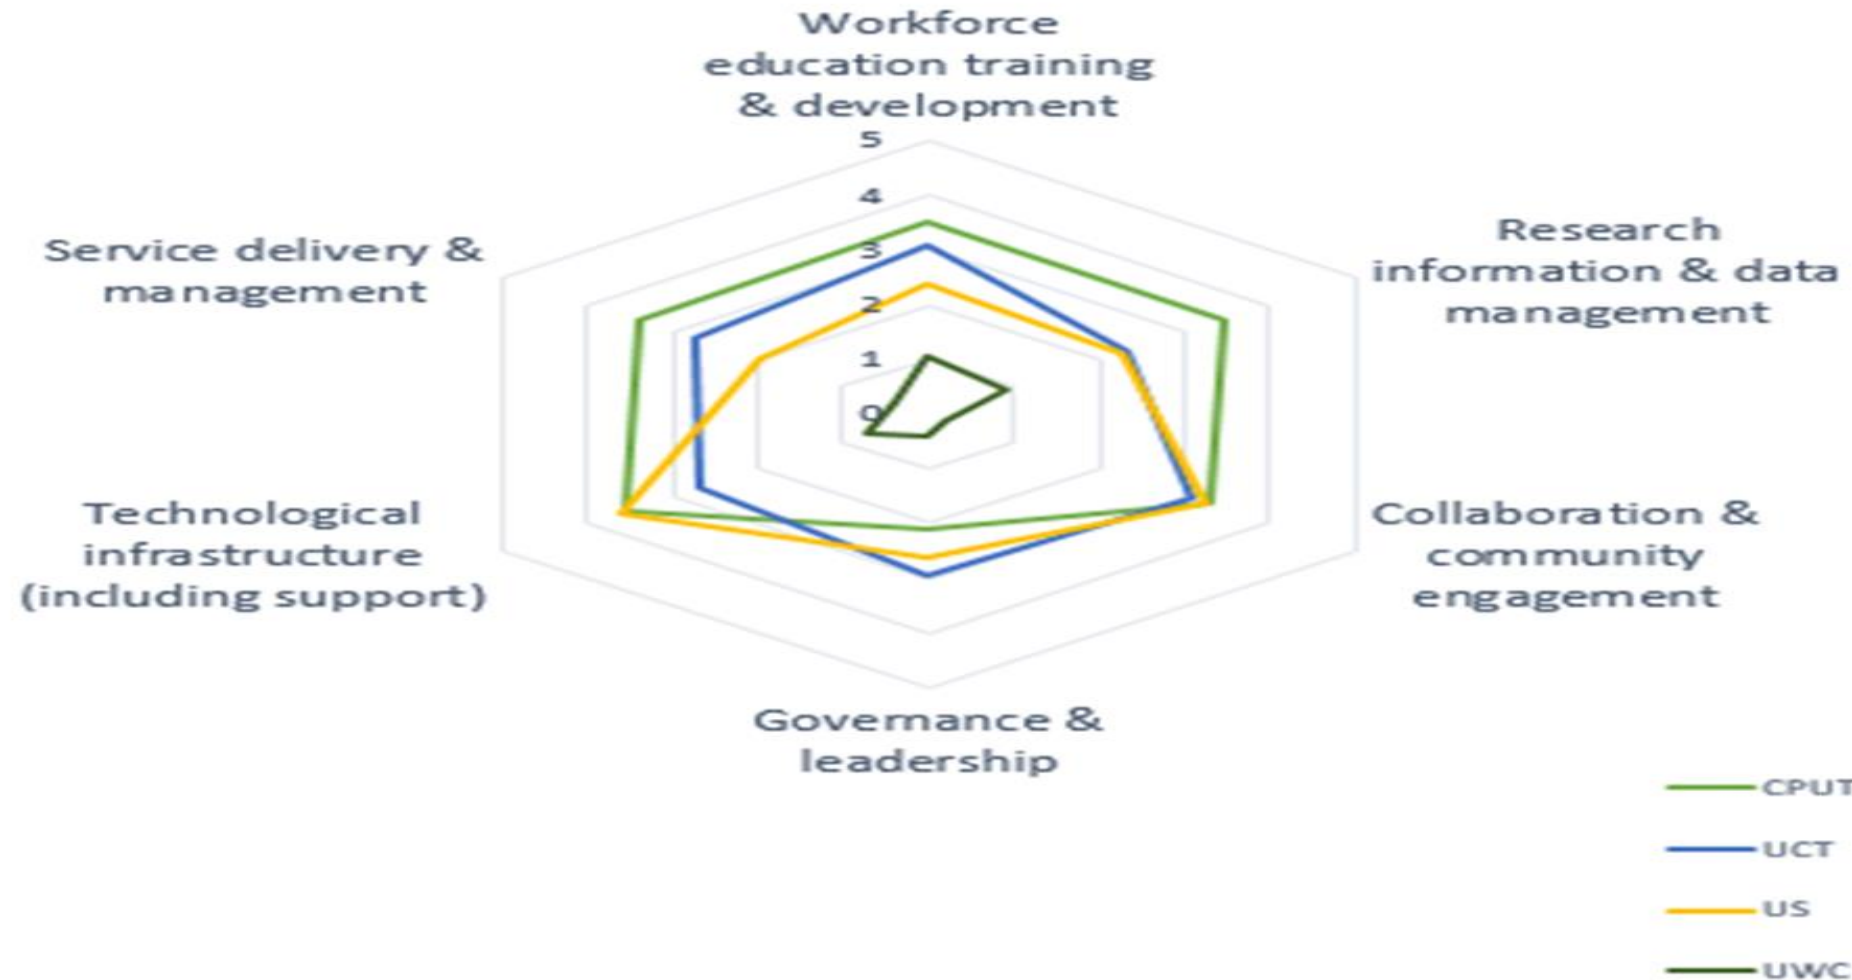 Workforce
education training
& development
5
4
3
2
1
0
Service delivery &
management
Research
information & data
management
Technological
infrastructure
(including support)
Collaboration &
community
engagement
Governance &
leadership
CPUT
UCT
US
UWC